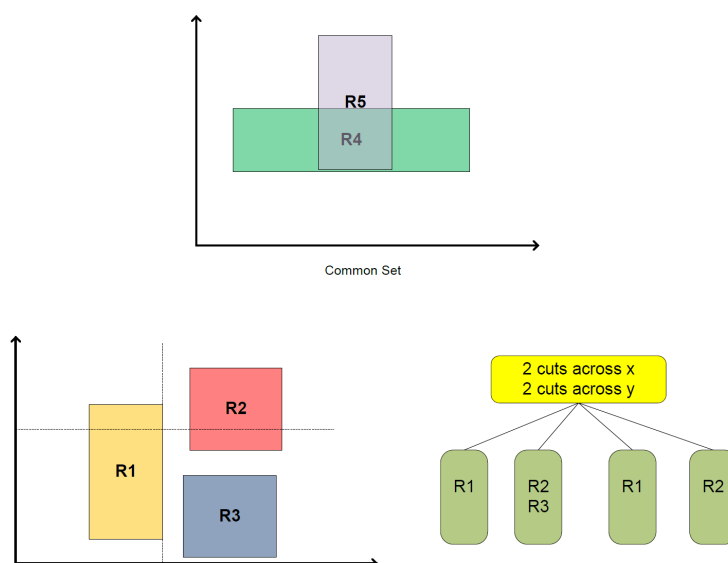 R5
R4
Common Set
R2
R1
R3
2 cuts across x
2 cuts across y
R1
R2
R3
R1
R2